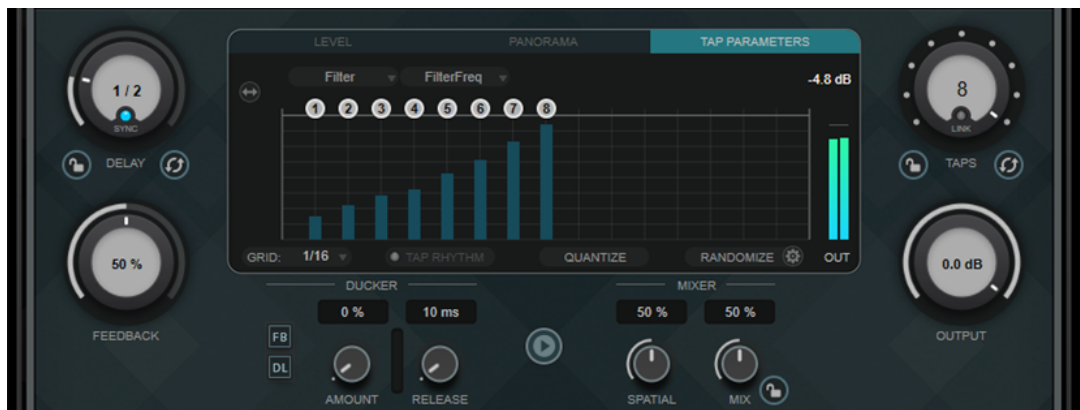 LEVEL PANORAMA TAP PARAMETERS
Filter FilterFreq -4.8 dB
1 / 2 8
SYNC LINK
1 2 3 4 5 6 7 8
DELAY TAPS
GRID: 1/16 TAP RHYTHM QUANTIZE RANDOMIZE OUT
50 % 0.0 dB
DUCKER MIXER
0 % 10 ms 50 % 50 %
FEEDBACK FB OUTPUT
DL
AMOUNT RELEASE SPATIAL MIX